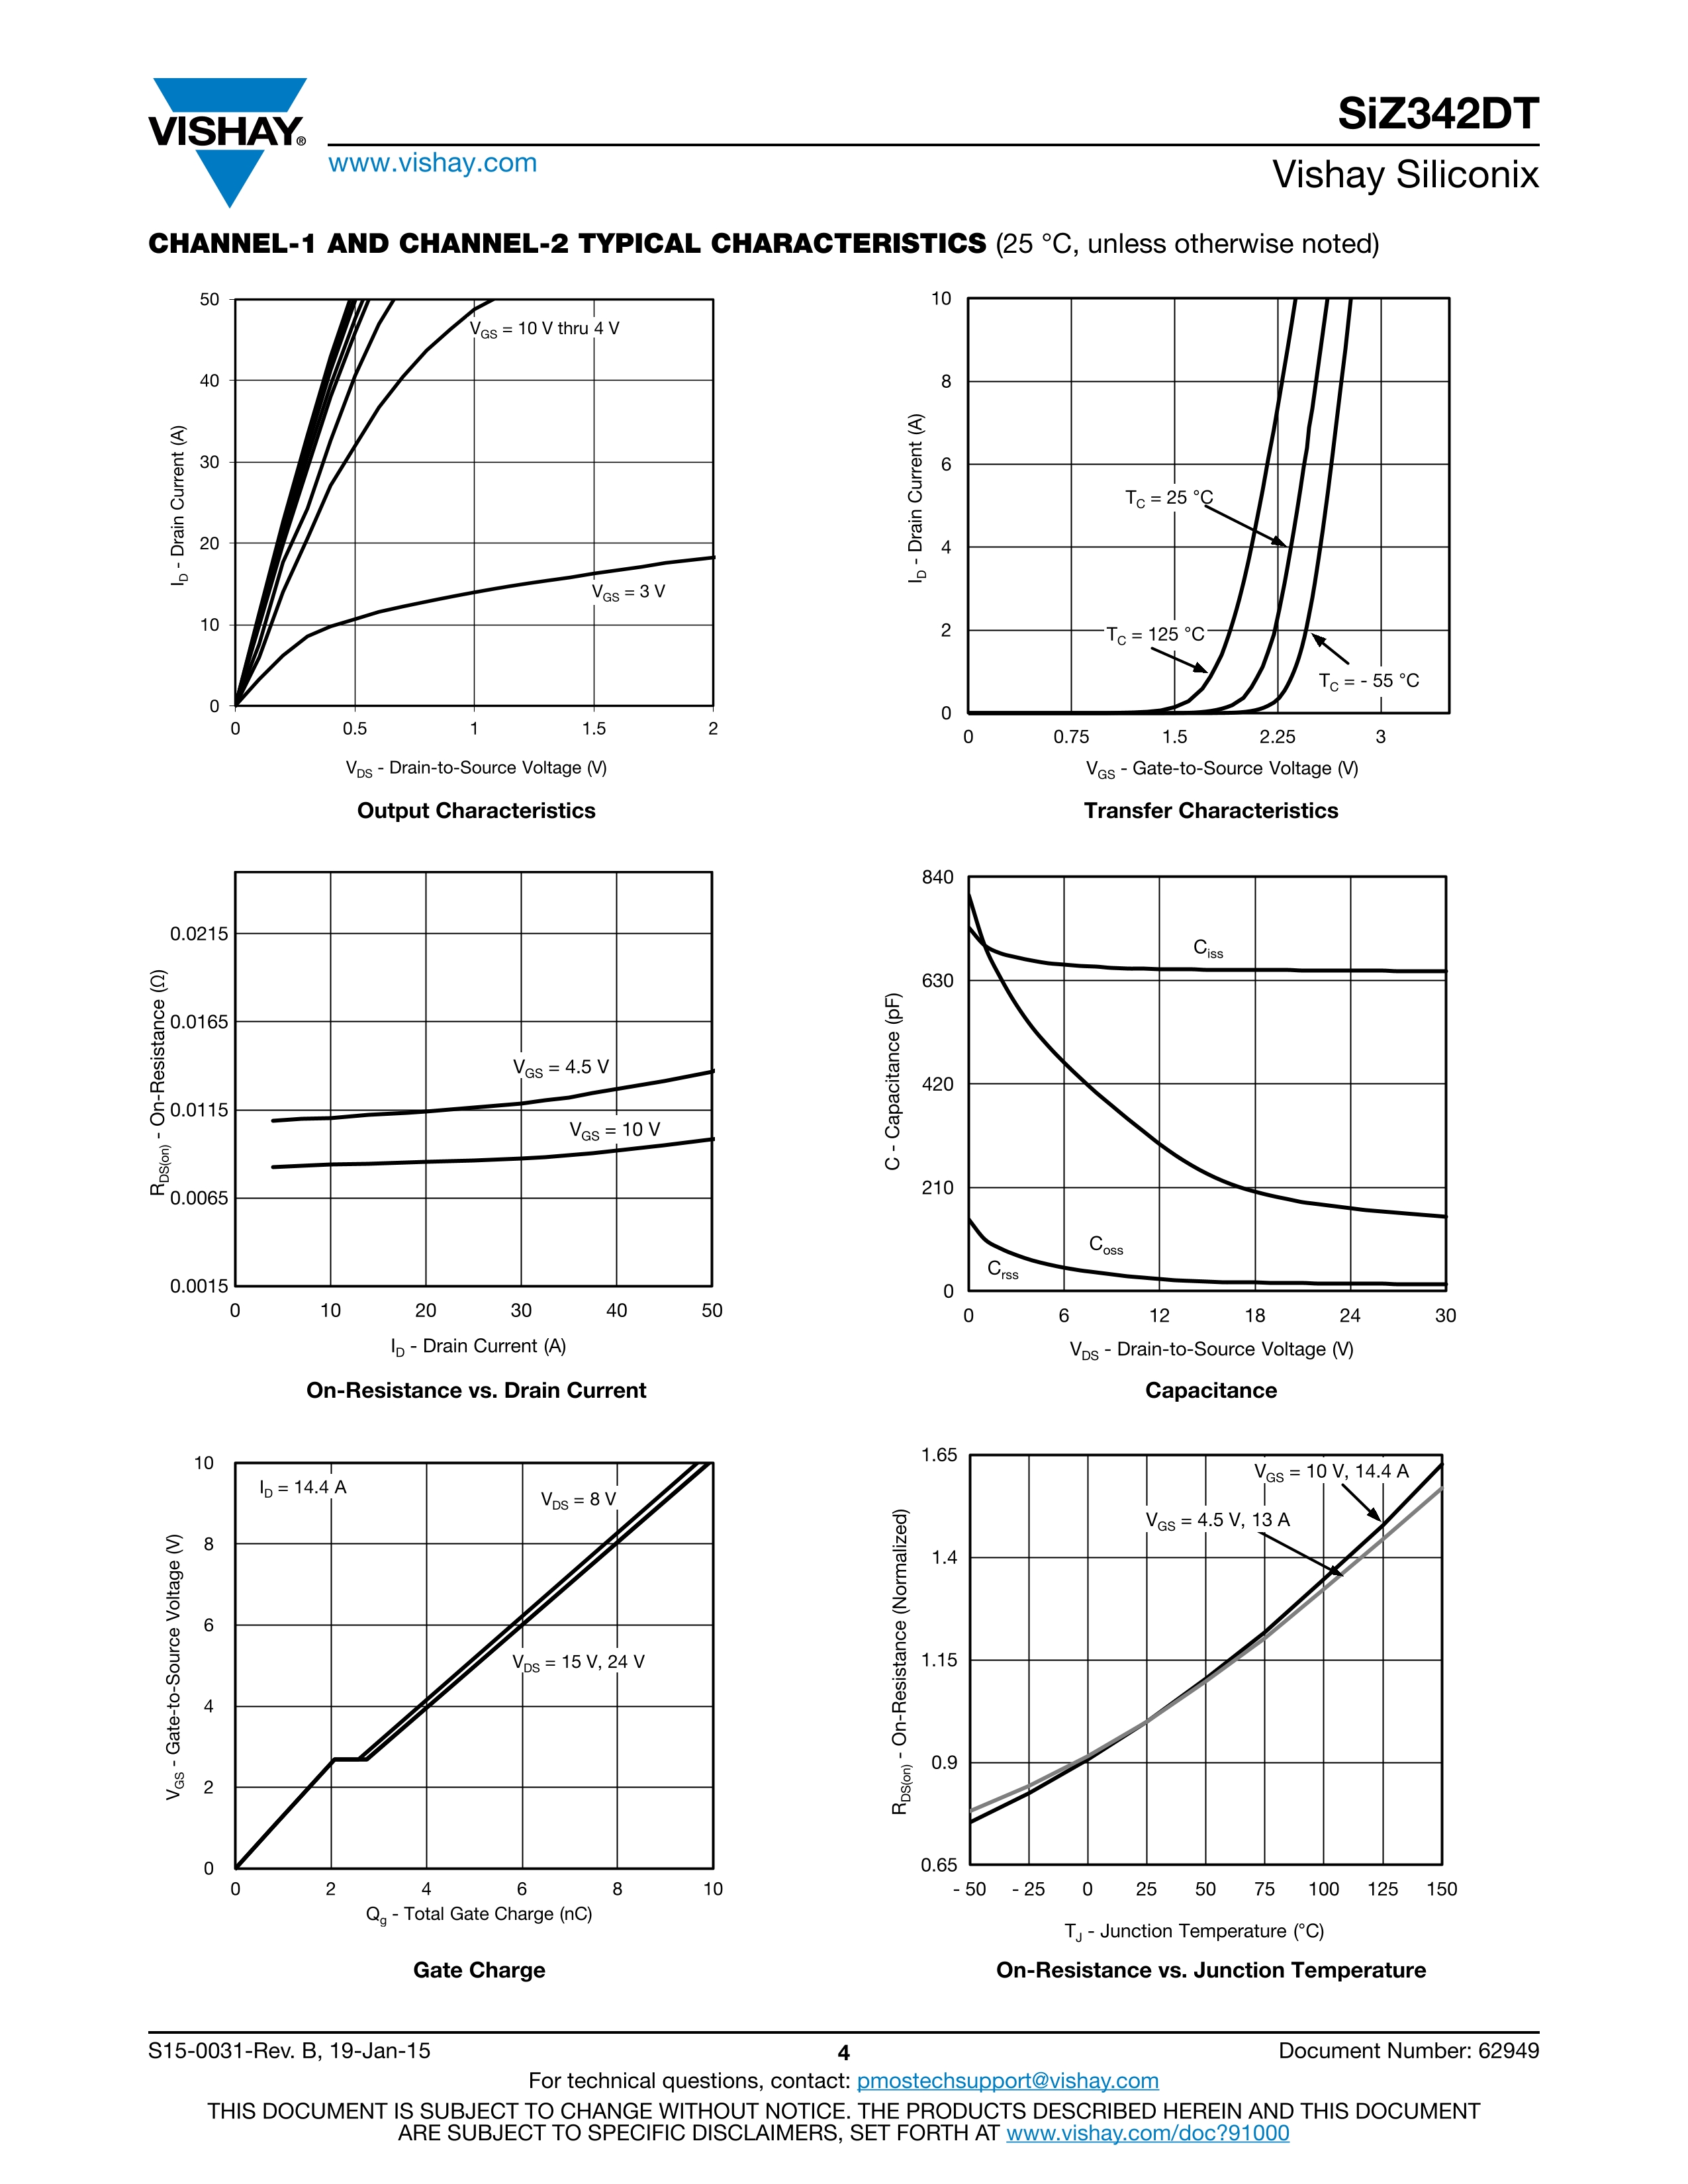 VISHAY®
www.vishay.com
SiZ342DT
Vishay Siliconix
CHANNEL-1 AND CHANNEL-2 TYPICAL CHARACTERISTICS (25 °C, unless otherwise noted)
50
40
30
20
10
0
0 0.5 1 1.5 2
ID - Drain Current (A)
VGS = 10 V thru 4 V
VGS = 3 V
VDS - Drain-to-Source Voltage (V)
Output Characteristics
10
8
6
4
2
0
0 0.75 1.5 2.25 3
ID - Drain Current (A)
TC = 25 °C
TC = 125 °C
TC = - 55 °C
VGS - Gate-to-Source Voltage (V)
Transfer Characteristics
0.0215
0.0165
0.0115
0.0065
0.0015
0 10 20 30 40 50
RDS(on) - On-Resistance (Ω)
VGS = 4.5 V
VGS = 10 V
ID - Drain Current (A)
On-Resistance vs. Drain Current
840
630
420
210
0
0 6 12 18 24 30
C - Capacitance (pF)
Ciss
Coss
Crss
VDS - Drain-to-Source Voltage (V)
Capacitance
10
8
6
4
2
0
0 2 4 6 8 10
VGS - Gate-to-Source Voltage (V)
ID = 14.4 A
VDS = 8 V
VDS = 15 V, 24 V
Qg - Total Gate Charge (nC)
Gate Charge
1.65
1.4
1.15
0.9
0.65
- 50 - 25 0 25 50 75 100 125 150
RDS(on) - On-Resistance (Normalized)
VGS = 10 V, 14.4 A
VGS = 4.5 V, 13 A
TJ - Junction Temperature (°C)
On-Resistance vs. Junction Temperature
S15-0031-Rev. B, 19-Jan-15
4
Document Number: 62949
For technical questions, contact: pmostechsupport@vishay.com
THIS DOCUMENT IS SUBJECT TO CHANGE WITHOUT NOTICE. THE PRODUCTS DESCRIBED HEREIN AND THIS DOCUMENT
ARE SUBJECT TO SPECIFIC DISCLAIMERS, SET FORTH AT www.vishay.com/doc?91000